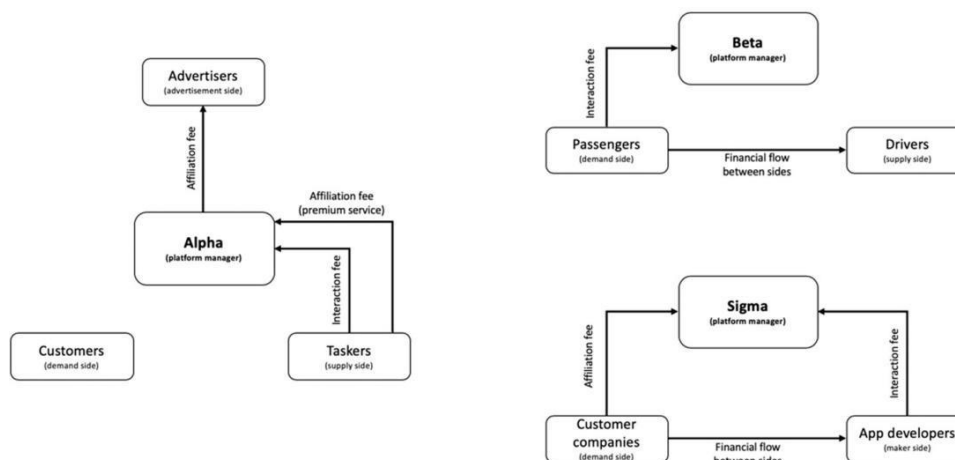 Advertisers
(advertisement side)
Affiliation fee
Affiliation fee
(premium service)
Alpha
(platform manager)
Interaction fee
Customers
(demand side)
Taskers
(supply side)
Beta
(platform manager)
Interaction fee
Passengers
(demand side)
Financial flow
between sides
Drivers
(supply side)
Sigma
(platform manager)
Affiliation fee
Interaction fee
Customer
companies
(demand side)
Financial flow
between sides
App developers
(maker side)